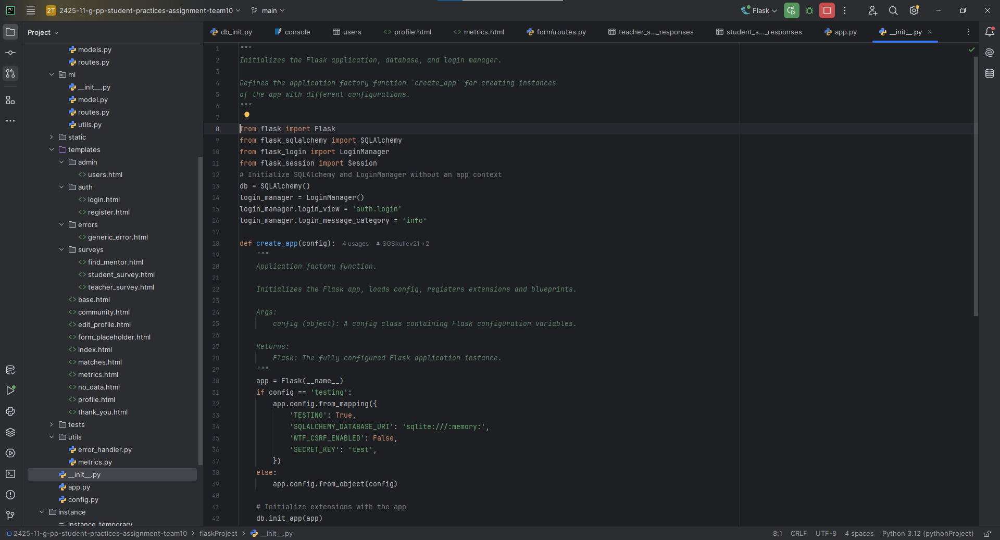 PC
2T 2425-11-g-pp-student-practices-assignment-team10
main
Flask
Project
db_init.py
console
users
profile.html
metrics.html
form\routes.py
teacher_s..._responses
student_s..._responses
app.py
__init__.py
models.py
routes.py
ml
__init__.py
model.py
routes.py
utils.py
static
templates
admin
users.html
auth
login.html
register.html
errors
generic_error.html
surveys
find_mentor.html
student_survey.html
teacher_survey.html
base.html
community.html
edit_profile.html
form_placeholder.html
index.html
matches.html
metrics.html
no_data.html
profile.html
thank_you.html
tests
utils
error_handler.py
metrics.py
__init__.py
app.py
config.py
instance
instance_temporary
1 """
2 Initializes the Flask application, database, and login manager.
3
4 Defines the application factory function `create_app` for creating instances
5 of the app with different configurations.
6 """
7
8 from flask import Flask
9 from flask_sqlalchemy import SQLAlchemy
10 from flask_login import LoginManager
11 from flask_session import Session
12 # Initialize SQLAlchemy and LoginManager without an app context
13 db = SQLAlchemy()
14 login_manager = LoginManager()
15 login_manager.login_view = 'auth.login'
16 login_manager.login_message_category = 'info'
17
18 def create_app(config): 4 usages SGSkuliev21 +2
19 """
20 Application factory function.
21
22 Initializes the Flask app, loads config, registers extensions and blueprints.
23
24 Args:
25 config (object): A config class containing Flask configuration variables.
26
27 Returns:
28 Flask: The fully configured Flask application instance.
29 """
30 app = Flask(__name__)
31 if config == 'testing':
32 app.config.from_mapping({
33 'TESTING': True,
34 'SQLALCHEMY_DATABASE_URI': 'sqlite:///:memory:',
35 'WTF_CSRF_ENABLED': False,
36 'SECRET_KEY': 'test',
37 })
38 else:
39 app.config.from_object(config)
40
41 # Initialize extensions with the app
42 db.init_app(app)
2425-11-g-pp-student-practices-assignment-team10 > flaskProject > __init__.py
8:1 CRLF UTF-8 4 spaces Python 3.12 (pythonProject)